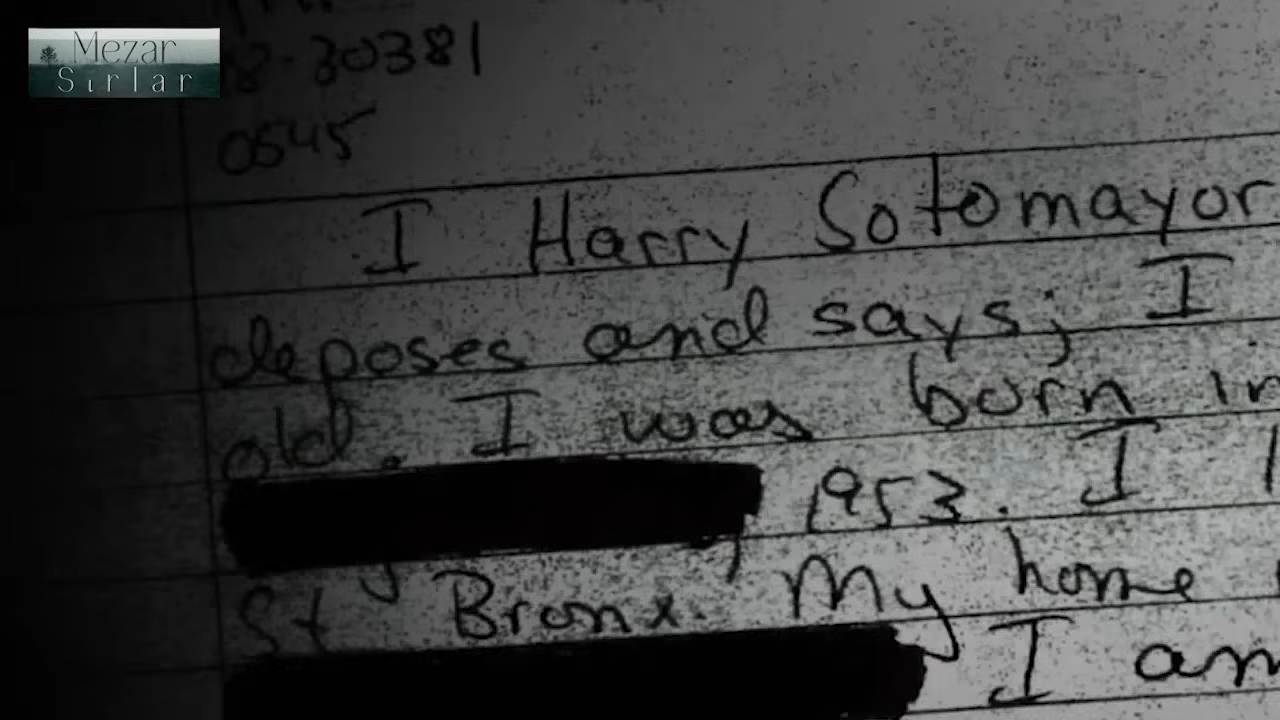 Mezar
Sırlar
30381
0545
I Harry Sotomayor
deposes and says; I
old. I was born in
1953. I
St Bronx. My home
I am